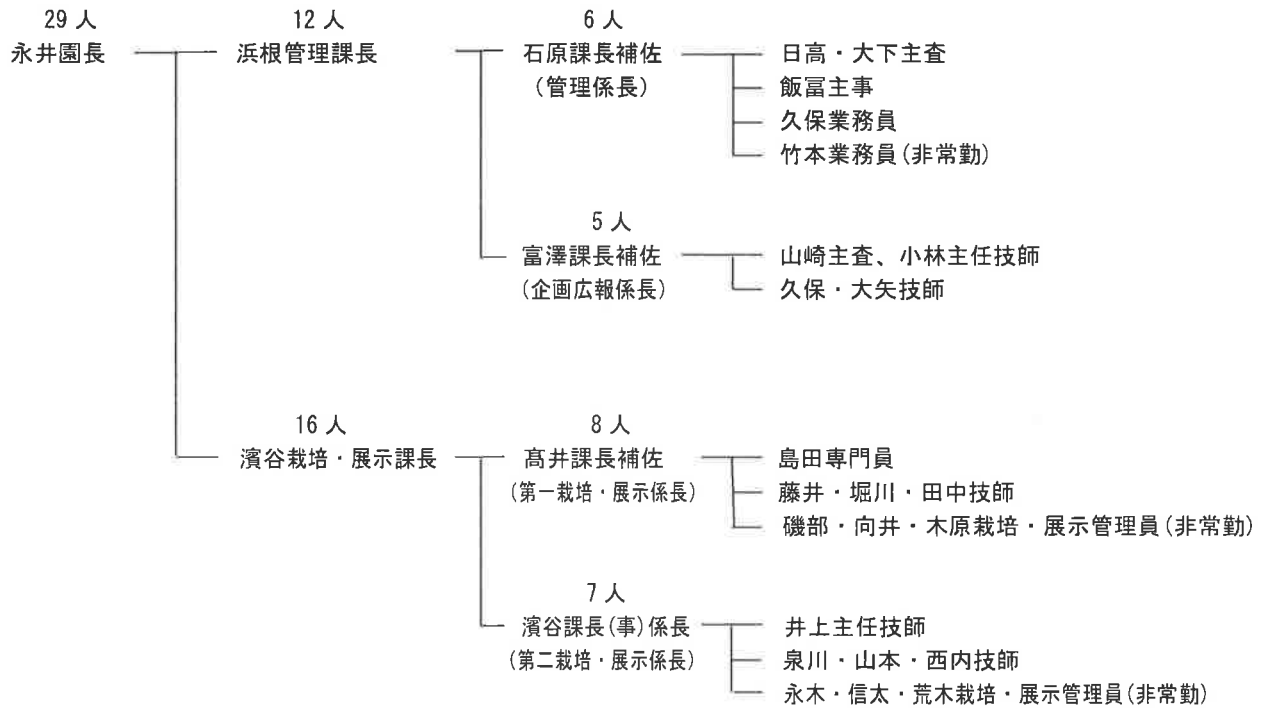 29人 12人 6人
永井園長 浜根管理課長 石原課長補佐 日高・大下主査
(管理係長) 飯冨主事
久保業務員
竹本業務員(非常勤)
5人
富澤課長補佐 山崎主査、小林主任技師
(企画広報係長) 久保・大矢技師
16人 8人
濱谷栽培・展示課長 髙井課長補佐 島田専門員
(第一栽培・展示係長) 藤井・堀川・田中技師
磯部・向井・木原栽培・展示管理員(非常勤)
7人
濱谷課長(事)係長 井上主任技師
(第二栽培・展示係長) 泉川・山本・西内技師
永木・信太・荒木栽培・展示管理員(非常勤)